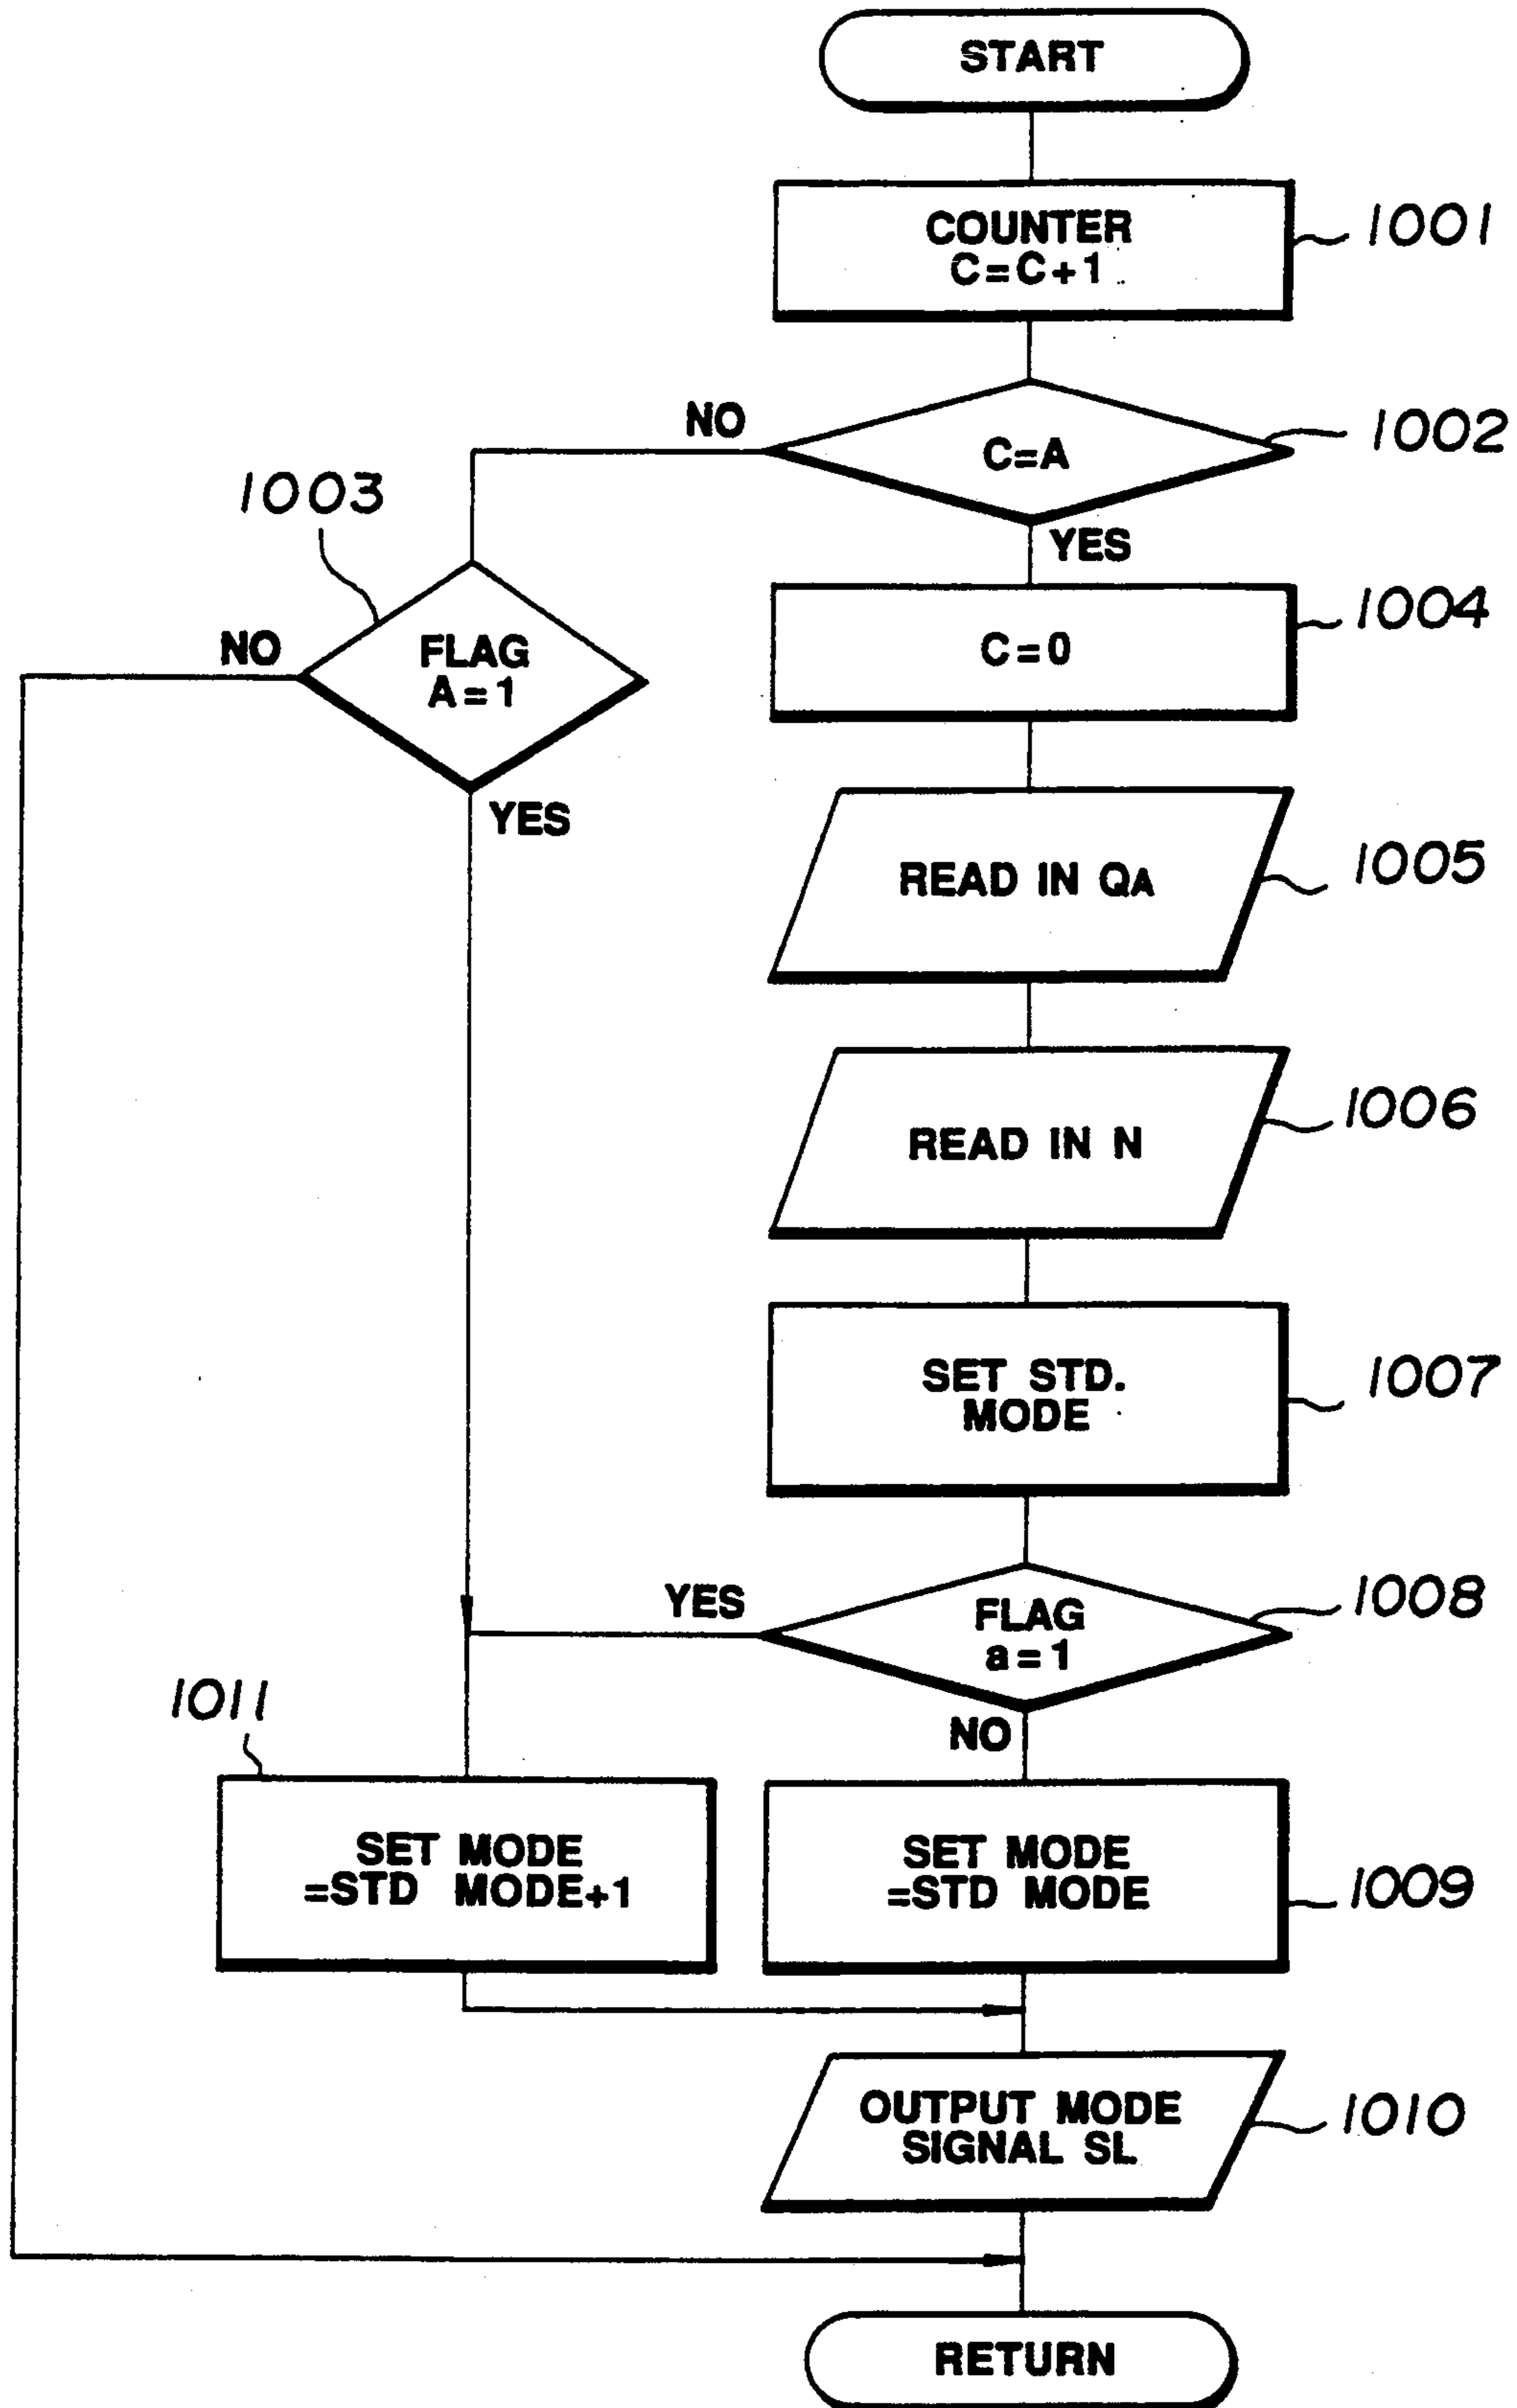 START
COUNTER
C=C+1
1001
NO
C=A
1002
YES
1003
FLAG
A=1
NO
YES
C=0
1004
READ IN QA
1005
READ IN N
1006
SET STD.
MODE
1007
YES
FLAG
a=1
1008
NO
1011
SET MODE
=STD MODE+1
SET MODE
=STD MODE
1009
OUTPUT MODE
SIGNAL SL
1010
RETURN